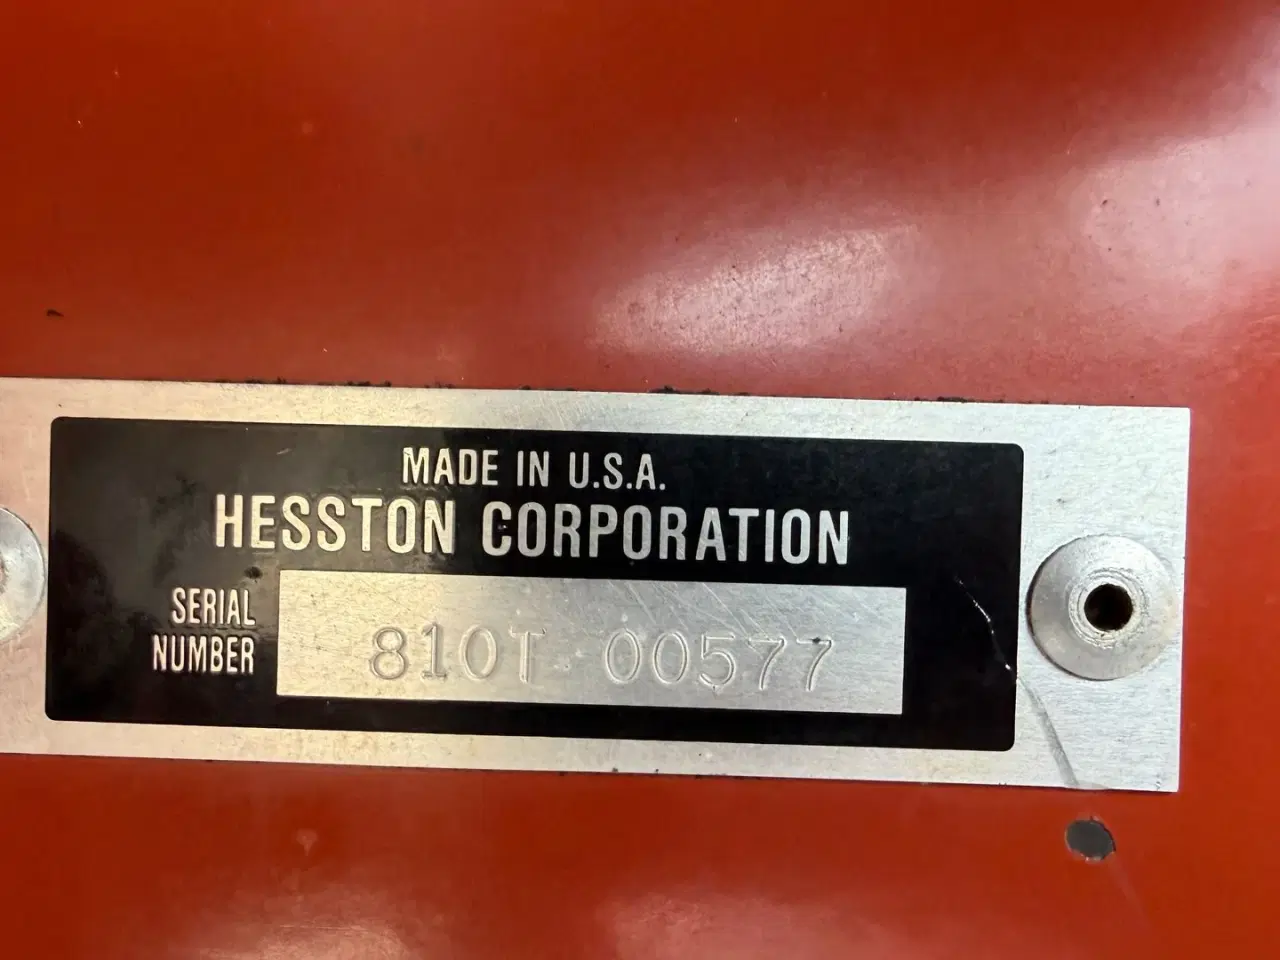 MADE IN U.S.A.
HESSTON CORPORATION
SERIAL
NUMBER
810T 00577